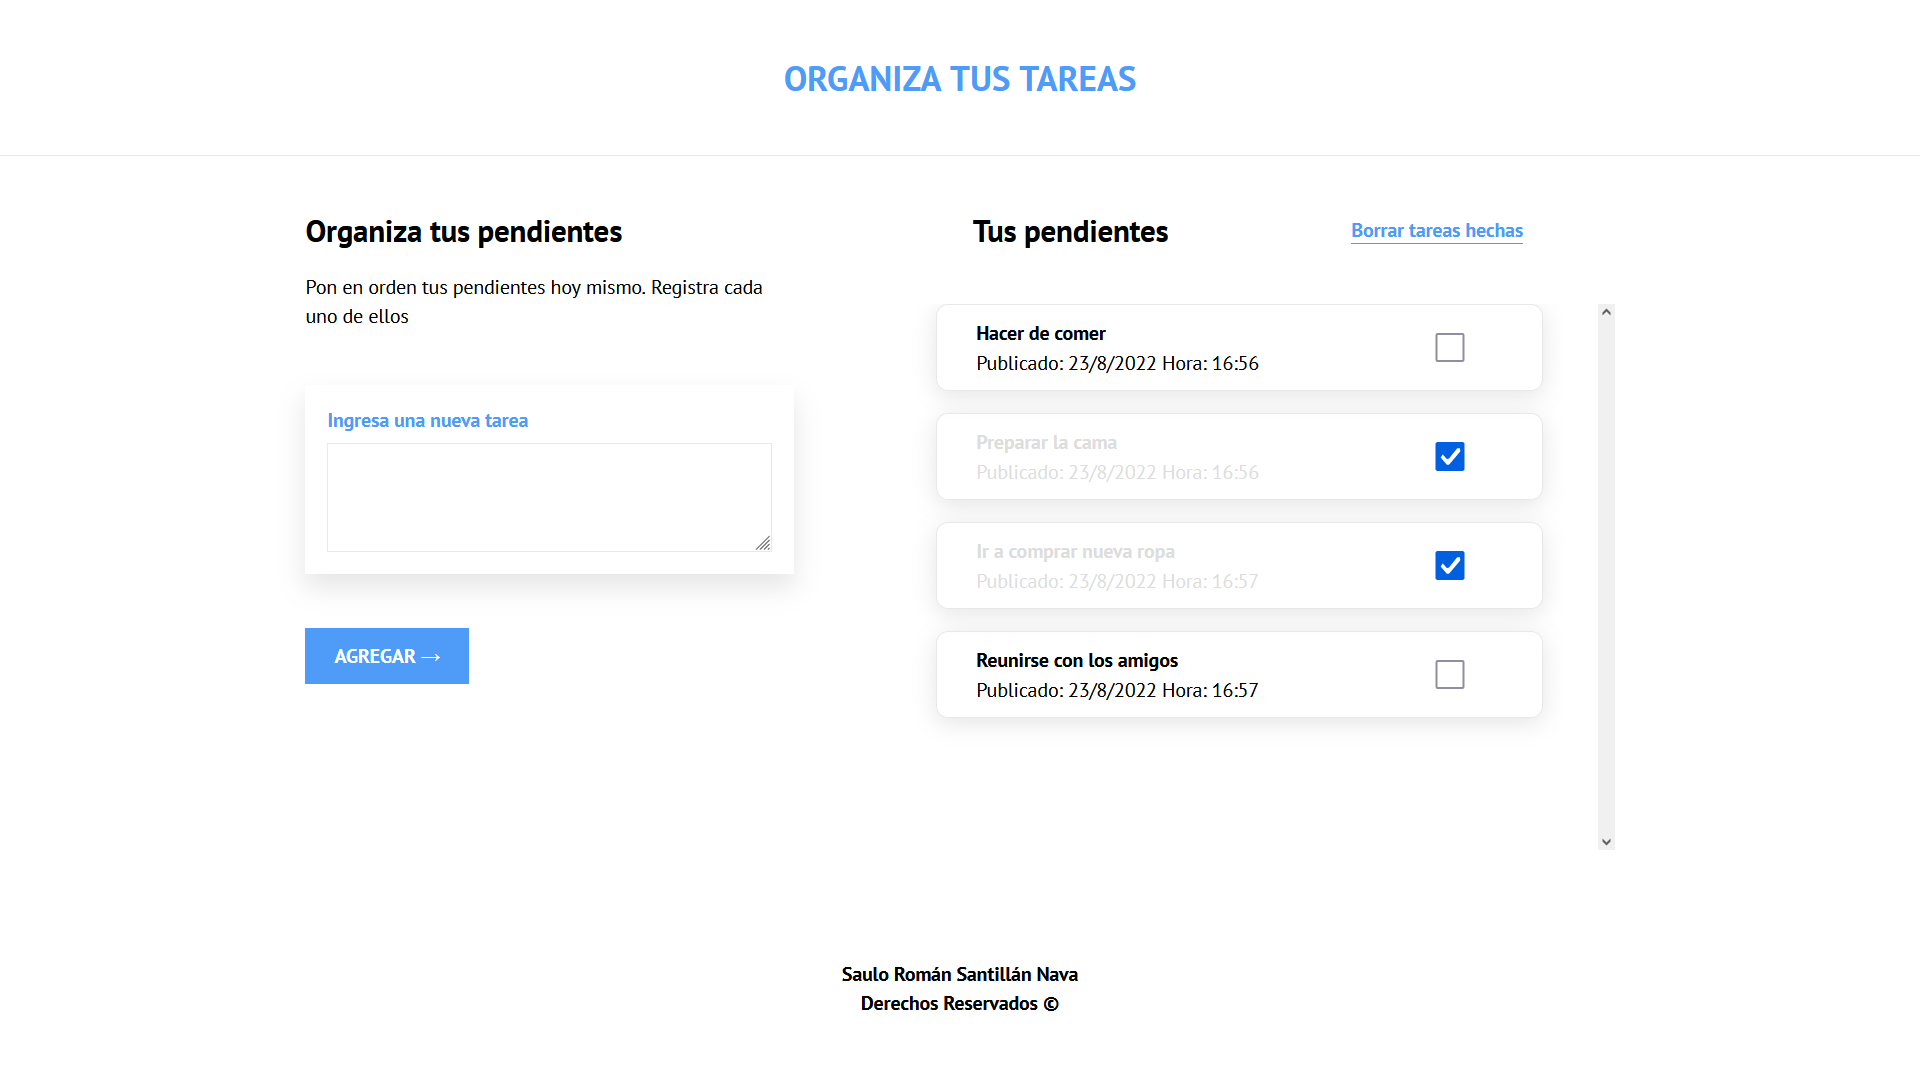 ORGANIZA TUS TAREAS
Organiza tus pendientes
Pon en orden tus pendientes hoy mismo. Registra cada
uno de ellos
Ingresa una nueva tarea
AGREGAR →
Tus pendientes
Borrar tareas hechas
Hacer de comer
Publicado: 23/8/2022 Hora: 16:56
Preparar la cama
Publicado: 23/8/2022 Hora: 16:56
Ir a comprar nueva ropa
Publicado: 23/8/2022 Hora: 16:57
Reunirse con los amigos
Publicado: 23/8/2022 Hora: 16:57
Saulo Román Santillán Nava
Derechos Reservados ©